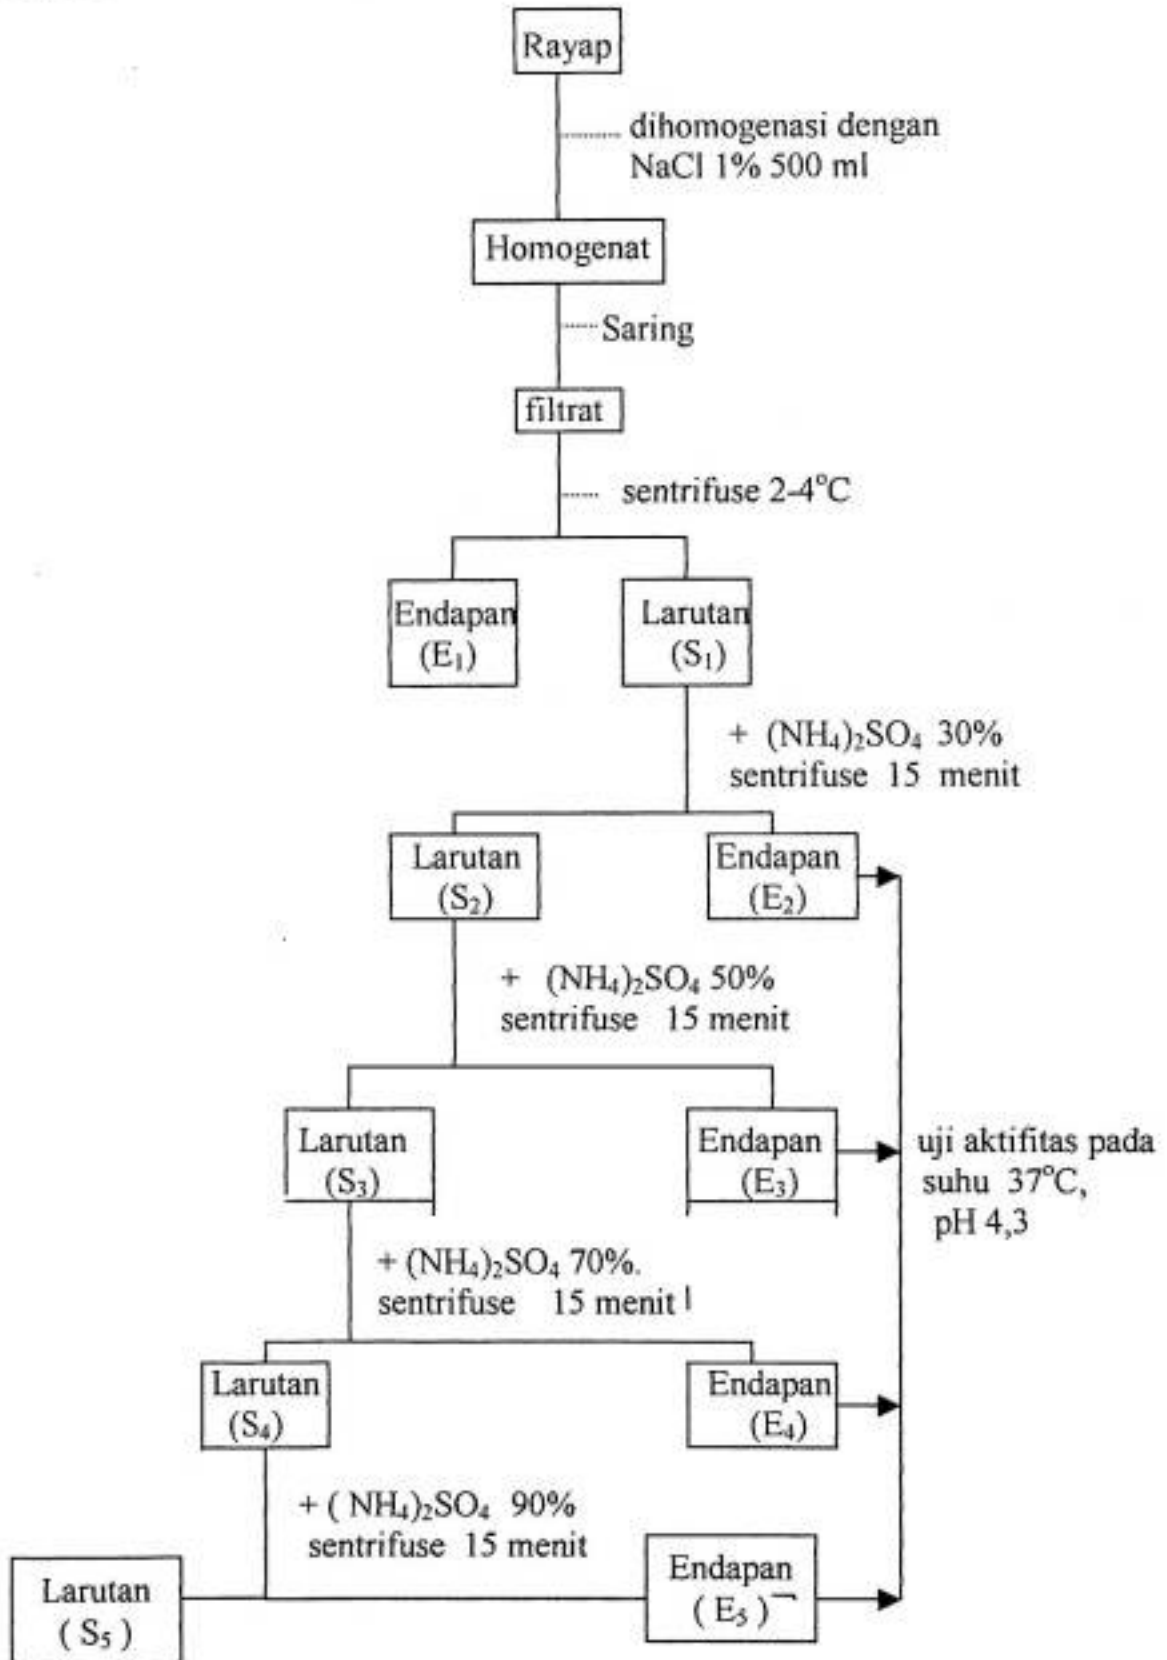 Rayap
dihomogenasi dengan
NaCl 1% 500 ml
Homogenat
Saring
filtrat
sentrifuse 2-4°C
Endapan
(E₁)
Larutan
(S₁)
+ (NH₄)₂SO₄ 30%
sentrifuse 15 menit
Larutan
(S₂)
Endapan
(E₂)
+ (NH₄)₂SO₄ 50%
sentrifuse 15 menit
Larutan
(S₃)
Endapan
(E₃)
uji aktifitas pada
suhu 37°C,
pH 4,3
+ (NH₄)₂SO₄ 70%.
sentrifuse 15 menit
Larutan
(S₄)
Endapan
(E₄)
+ ( NH₄)₂SO₄ 90%
sentrifuse 15 menit
Larutan
( S₅ )
Endapan
( E₅ )